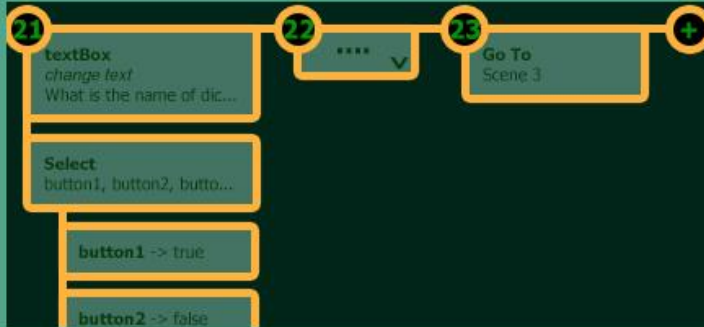 21
textBox
change text
What is the name of dic...
Select
button1, button2, butto...
button1 -> true
button2 -> false
22
....
v
23
Go To
Scene 3
+